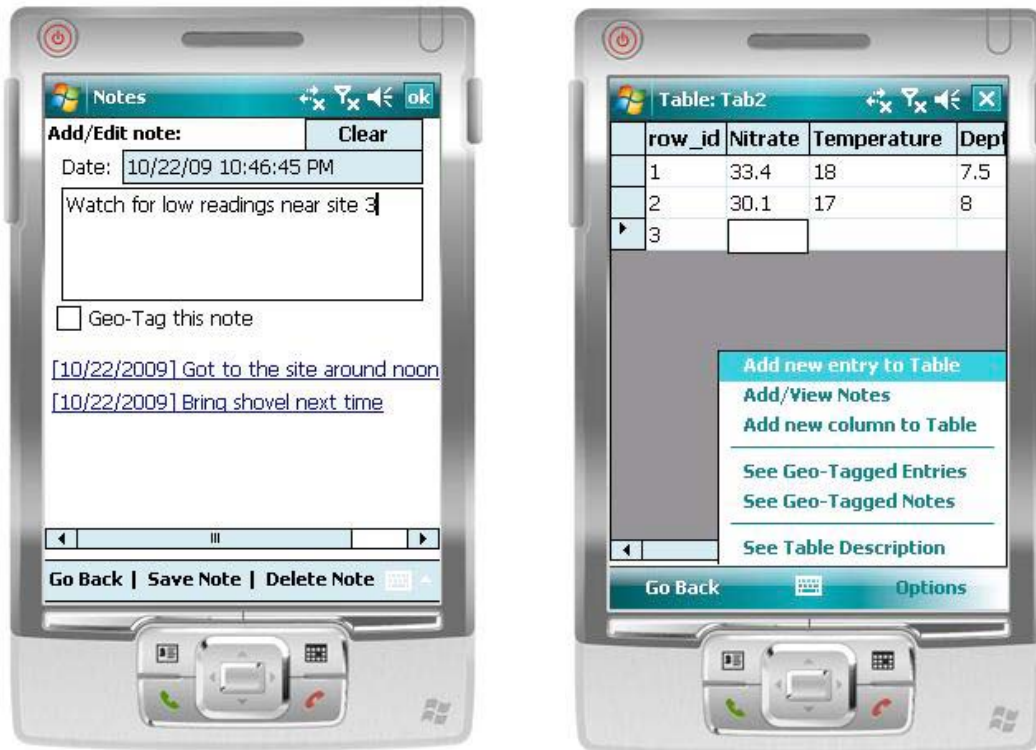 Notes
ok
Add/Edit note:
Clear
Date: 10/22/09 10:46:45 PM
Watch for low readings near site 3
Geo-Tag this note
[10/22/2009] Got to the site around noon
[10/22/2009] Bring shovel next time
Go Back | Save Note | Delete Note
Table: Tab2
row_id Nitrate Temperature Dept
1 33.4 18 7.5
2 30.1 17 8
3
Add new entry to Table
Add/View Notes
Add new column to Table
See Geo-Tagged Entries
See Geo-Tagged Notes
See Table Description
Go Back
Options